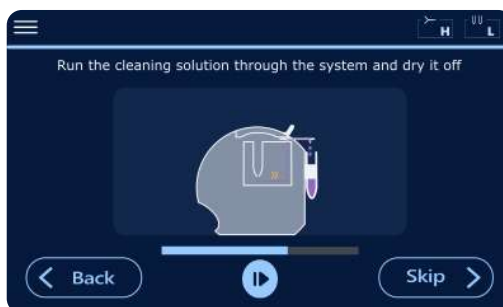 H
L
Run the cleaning solution through the system and dry it off
Back
Skip